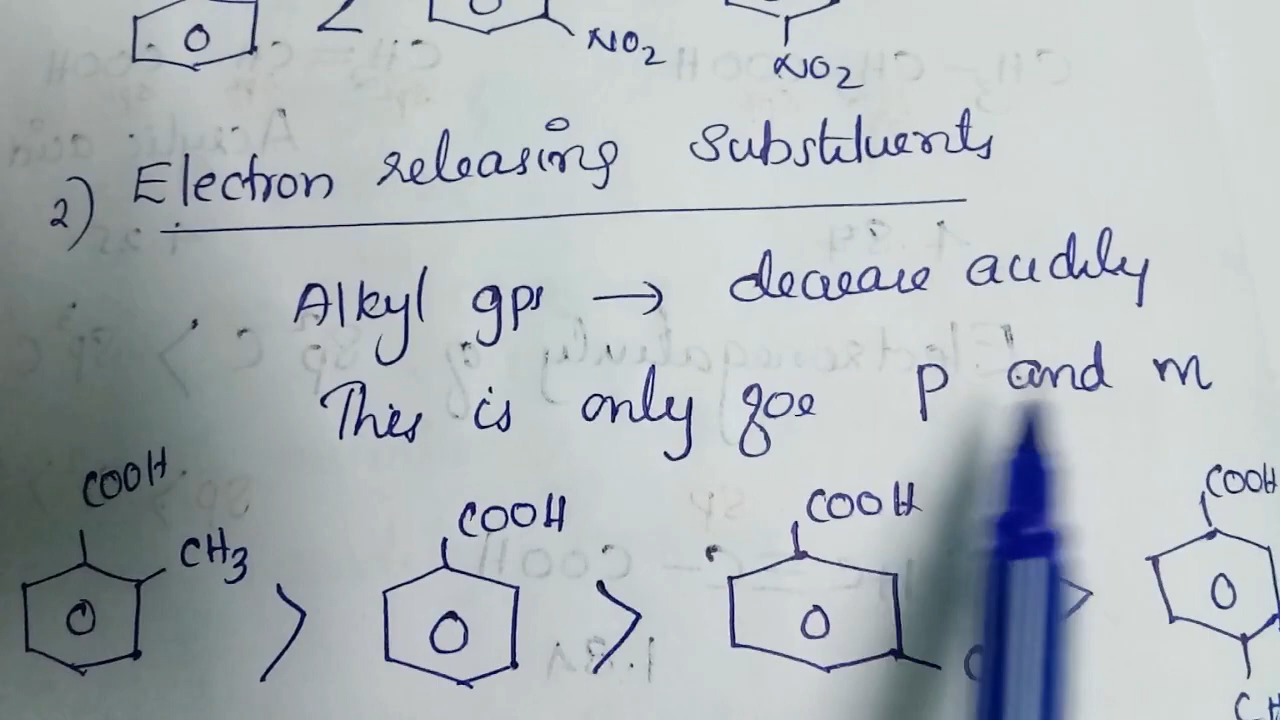 < NO2 NO2
2) Electron releasing Substituents
Alkyl gps → decrease acidity
This is only for p and m
COOH CH3 > COOH > COOH > COOH